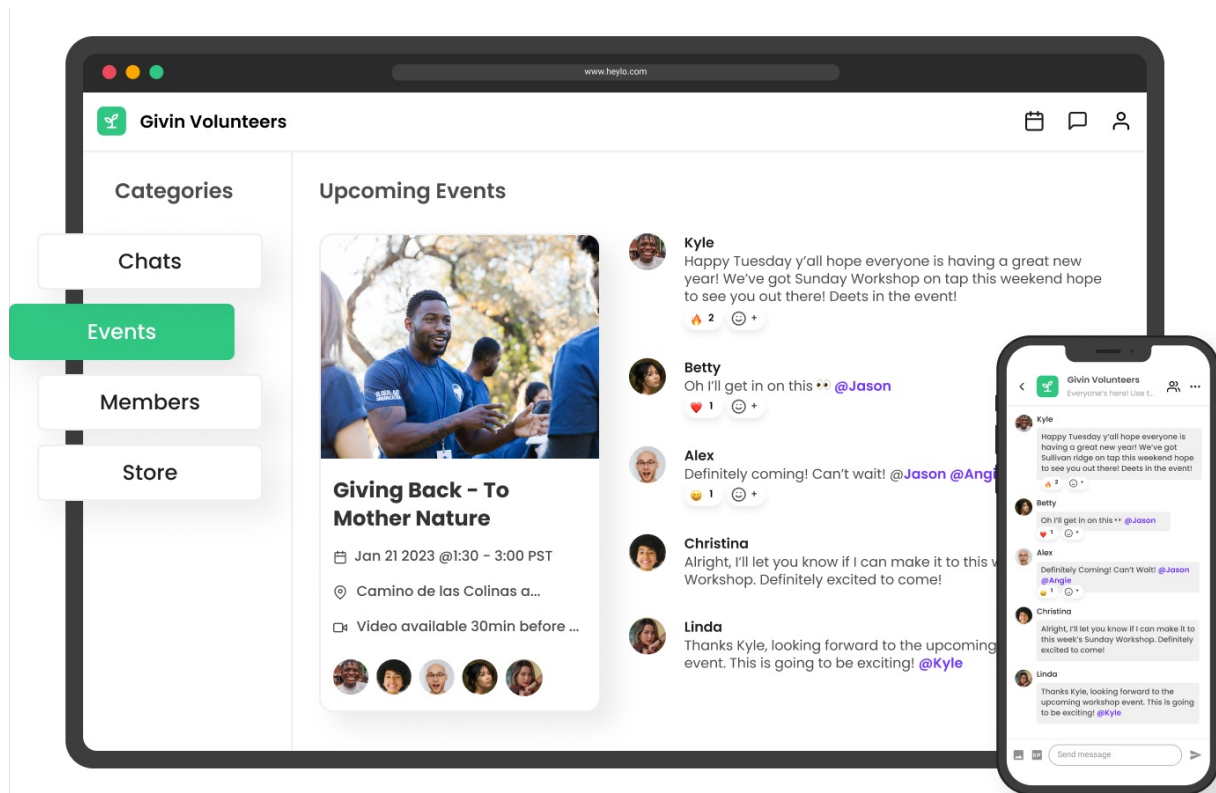 www.heylo.com
Givin Volunteers
Categories
Chats
Events
Members
Store
Upcoming Events
Giving Back – To
Mother Nature
Jan 21 2023 @1:30 - 3:00 PST
Camino de las Colinas a...
Video available 30min before ...
Kyle
Happy Tuesday y'all hope everyone is having a great new
year! We've got Sunday Workshop on tap this weekend hope
to see you out there! Deets in the event!
2
+
Betty
Oh I'll get in on this 👀 @Jason
1
+
Alex
Definitely coming! Can't wait! @Jason @Angi
1
+
Christina
Alright, I'll let you know if I can make it to this
Workshop. Definitely excited to come!
Linda
Thanks Kyle, looking forward to the upcoming
event. This is going to be exciting! @Kyle
Givin Volunteers
Everyone's here! Use t...
Kyle
Happy Tuesday y'all hope everyone is
having a great new year! We've got
Sullivan ridge on tap this weekend hope
to see you out there! Deets in the event!
2
+
Betty
Oh I'll get in on this 👀 @Jason
1
+
Alex
Definitely Coming! Can't Wait! @Jason
@Angie
1
+
Christina
Alright, I'll let you know if I can make it to
this week's Sunday Workshop. Definitely
excited to come!
Linda
Thanks Kyle, looking forward to the
upcoming workshop event. This is going
to be exciting! @Kyle
GIF
Send message